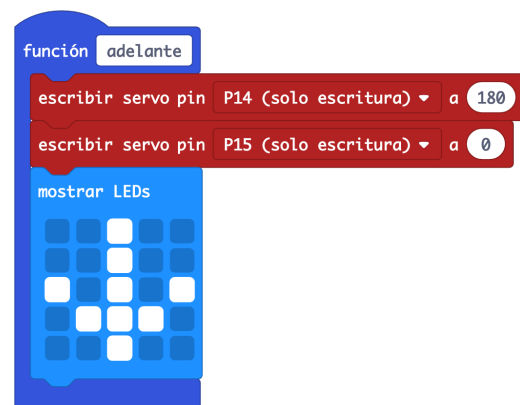 función adelante
escribir servo pin P14 (solo escritura) a 180
escribir servo pin P15 (solo escritura) a 0
mostrar LEDs